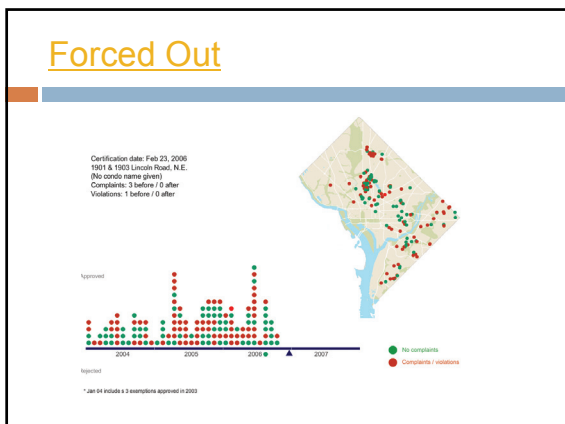 Forced Out
Certification date: Feb 23, 2006
1901 & 1903 Lincoln Road, N.E.
(No condo name given)
Complaints: 3 before / 0 after
Violations: 1 before / 0 after
Approved
2004 2005 2006 2007
Rejected
No complaints
Complaints / violations
* Jan 04 include s 3 exemptions approved in 2003